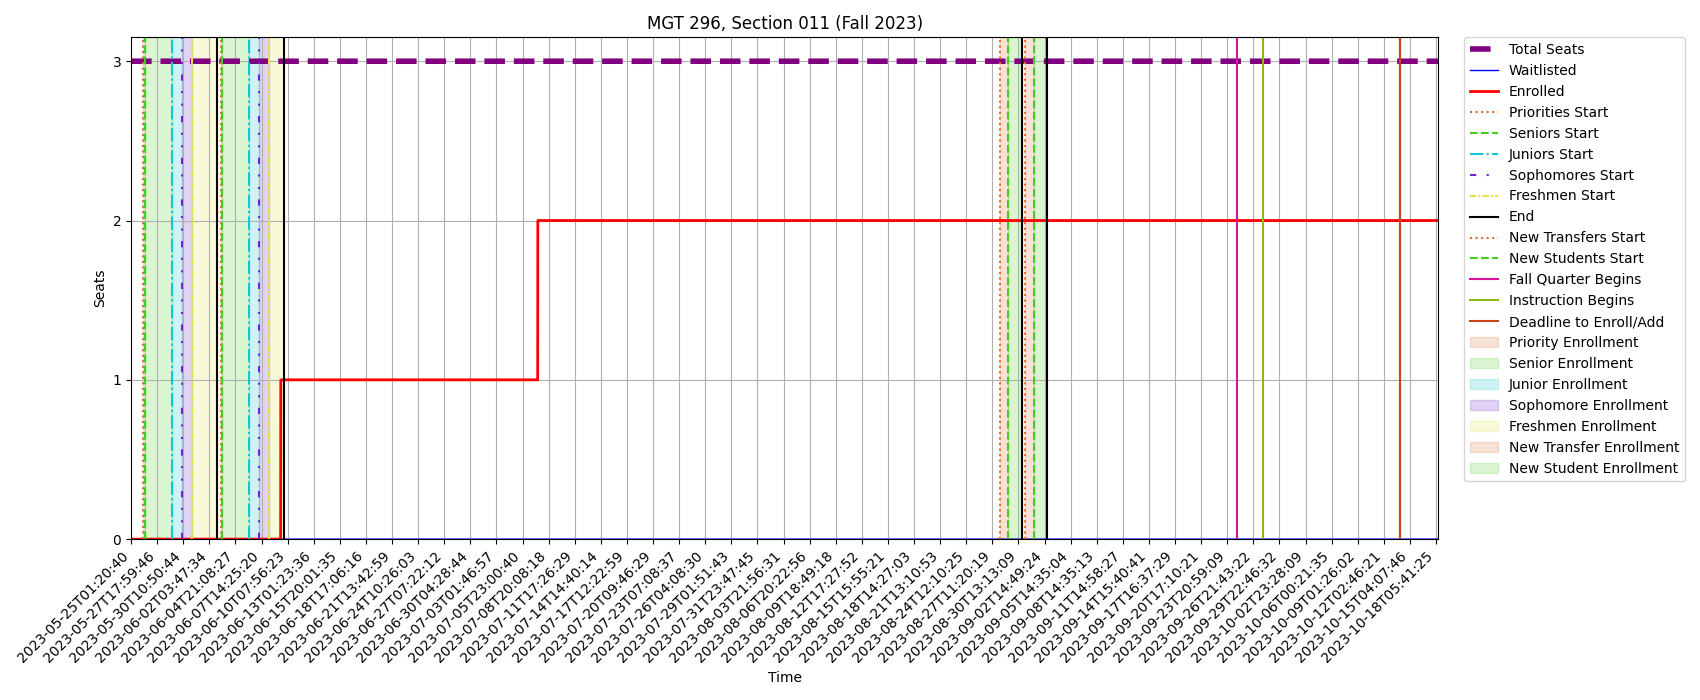 MGT 296, Section 011 (Fall 2023)
Seats
3
2
1
0
2023-05-25T01:20:40
2023-05-27T17:59:46
2023-05-30T10:50:44
2023-06-02T03:47:34
2023-06-04T21:08:27
2023-06-07T14:25:20
2023-06-10T07:56:23
2023-06-13T01:23:36
2023-06-15T20:01:35
2023-06-18T17:06:16
2023-06-21T13:42:59
2023-06-24T10:26:03
2023-06-27T07:22:12
2023-06-30T04:28:44
2023-07-03T01:46:57
2023-07-05T23:00:40
2023-07-08T20:08:18
2023-07-11T17:26:29
2023-07-14T14:40:14
2023-07-17T12:22:59
2023-07-20T09:46:29
2023-07-23T07:08:37
2023-07-26T04:08:30
2023-07-29T01:51:43
2023-07-31T23:47:45
2023-08-03T21:56:31
2023-08-06T20:22:56
2023-08-09T18:49:18
2023-08-12T17:27:52
2023-08-15T15:55:21
2023-08-18T14:27:03
2023-08-21T13:10:53
2023-08-24T12:10:25
2023-08-27T11:20:19
2023-08-30T13:13:09
2023-09-02T14:49:24
2023-09-05T14:35:04
2023-09-08T14:35:13
2023-09-11T14:58:27
2023-09-14T15:40:41
2023-09-17T16:37:29
2023-09-20T17:10:21
2023-09-23T20:59:09
2023-09-26T21:43:22
2023-09-29T22:46:32
2023-10-02T23:28:09
2023-10-06T00:21:35
2023-10-09T01:26:02
2023-10-12T02:46:21
2023-10-15T04:07:46
2023-10-18T05:41:25
Time
Total Seats
Waitlisted
Enrolled
Priorities Start
Seniors Start
Juniors Start
Sophomores Start
Freshmen Start
End
New Transfers Start
New Students Start
Fall Quarter Begins
Instruction Begins
Deadline to Enroll/Add
Priority Enrollment
Senior Enrollment
Junior Enrollment
Sophomore Enrollment
Freshmen Enrollment
New Transfer Enrollment
New Student Enrollment